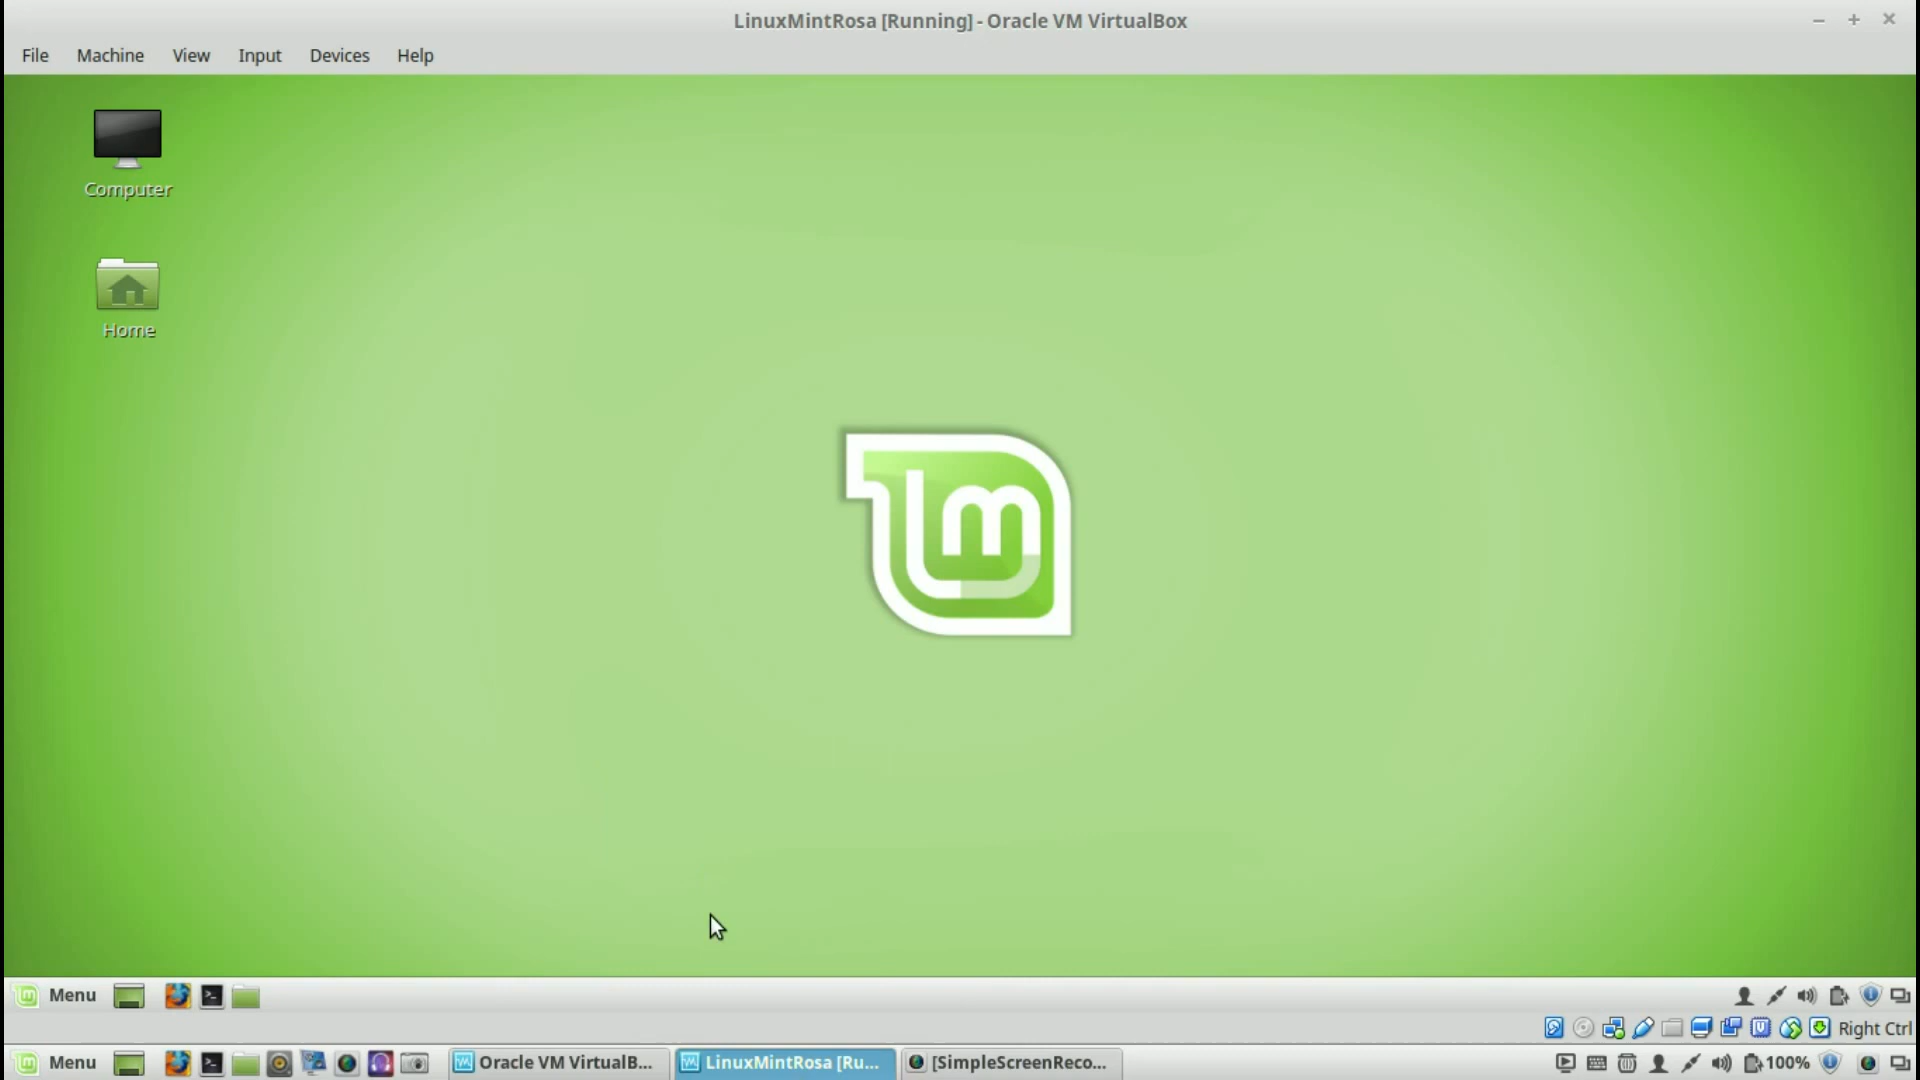 LinuxMintRosa [Running] - Oracle VM VirtualBox
File Machine View Input Devices Help
Computer
Home
lm
Menu
Right Ctrl
Menu Oracle VM VirtualB... LinuxMintRosa [Ru... [SimpleScreenReco... 100%